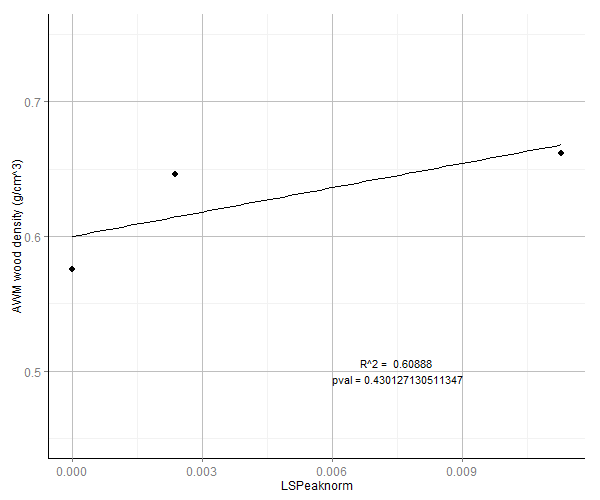 AWM wood density (g/cm^3)
0.7
0.6
0.5
R^2 =  0.60888
pval = 0.430127130511347
0.000
0.003
0.006
0.009
LSPeaknorm